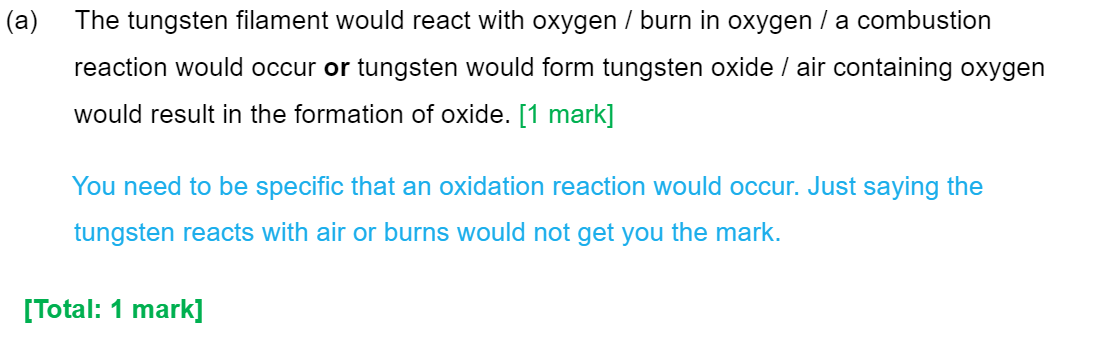 (a) The tungsten filament would react with oxygen / burn in oxygen / a combustion
reaction would occur or tungsten would form tungsten oxide / air containing oxygen
would result in the formation of oxide. [1 mark]
You need to be specific that an oxidation reaction would occur. Just saying the
tungsten reacts with air or burns would not get you the mark.
[Total: 1 mark]